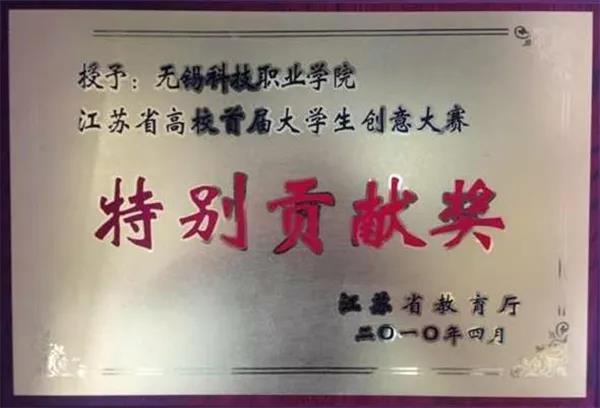 授予：无锡科技职业学院
江苏省高校首届大学生创意大赛
特别贡献奖
江苏省教育厅
二〇一〇年四月